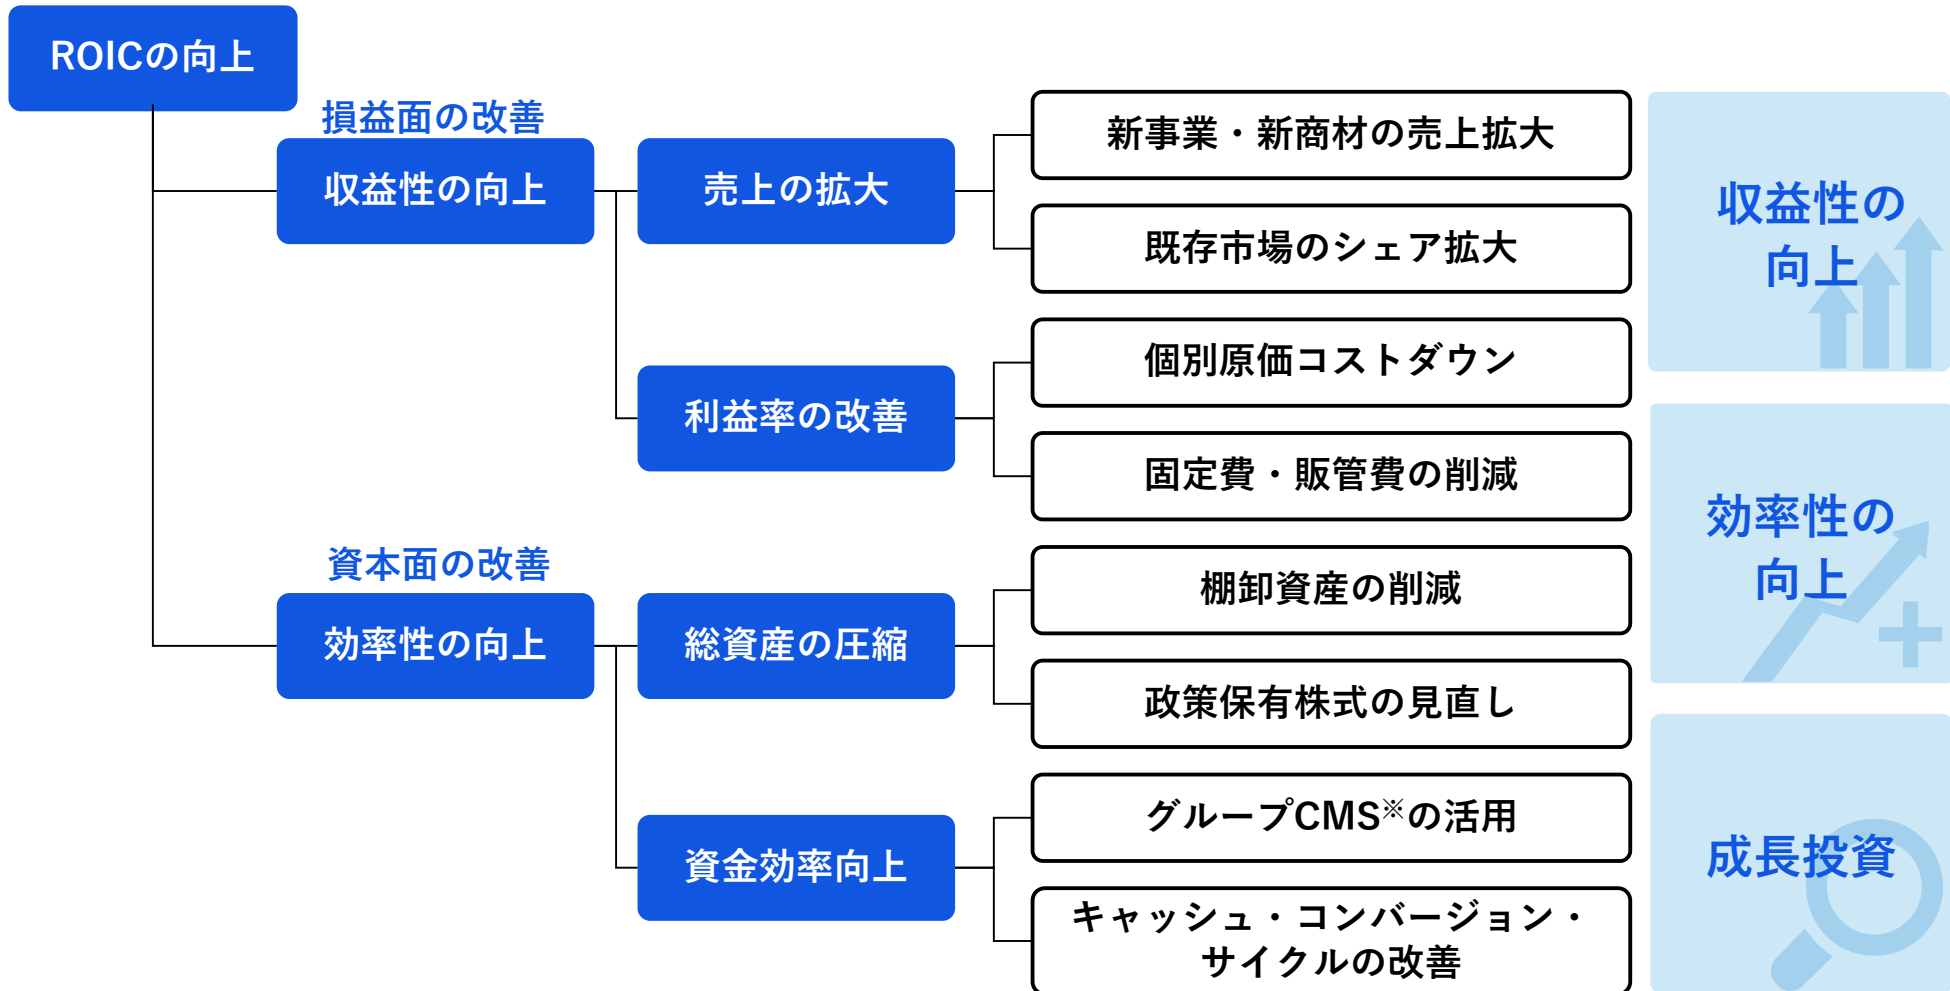 ROICの向上
損益面の改善
収益性の向上
売上の拡大
新事業・新商材の売上拡大
既存市場のシェア拡大
利益率の改善
個別原価コストダウン
固定費・販管費の削減
資本面の改善
効率性の向上
総資産の圧縮
棚卸資産の削減
政策保有株式の見直し
資金効率向上
グループCMS※の活用
キャッシュ・コンバージョン・
サイクルの改善
収益性の
向上
効率性の
向上
成長投資